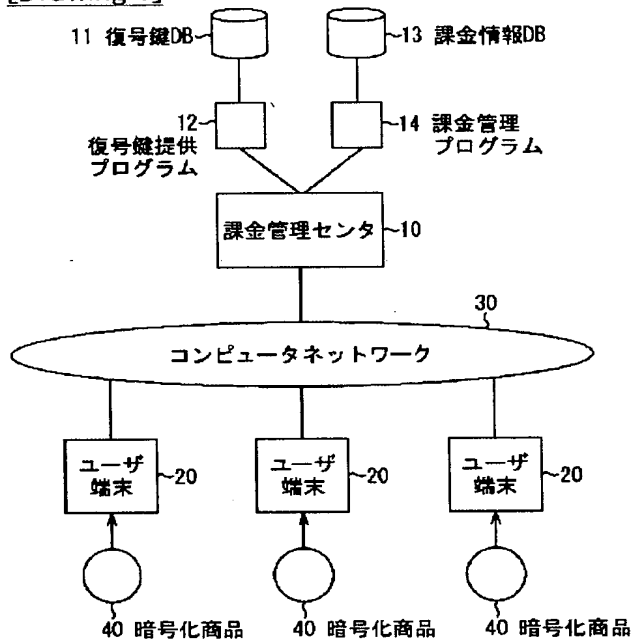 11 復号鍵DB
13 課金情報DB
12
復号鍵提供
プログラム
14 課金管理
プログラム
課金管理センタ
10
30
コンピュータネットワーク
ユーザ
端末
20
ユーザ
端末
20
ユーザ
端末
20
40 暗号化商品
40 暗号化商品
40 暗号化商品